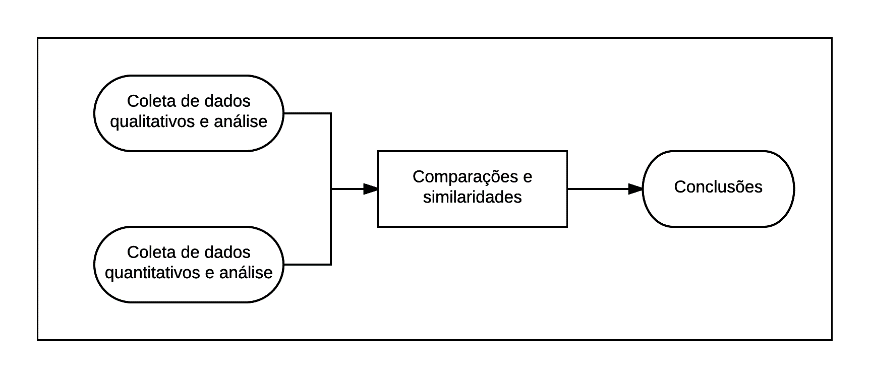 Coleta de dados
qualitativos e análise
Comparações e
similaridades
Conclusões
Coleta de dados
quantitativos e análise